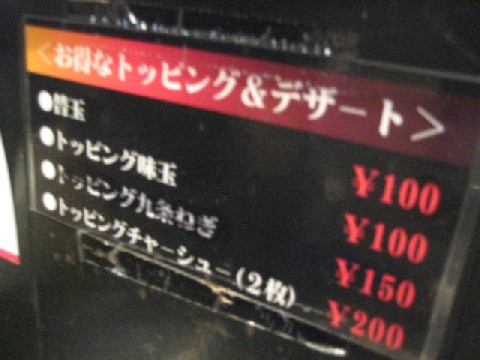 ＜お得なトッピング＆デザート＞
●替玉 ¥100
●トッピング味玉 ¥100
●トッピング九条ねぎ ¥150
●トッピングチャーシュー(2枚) ¥200